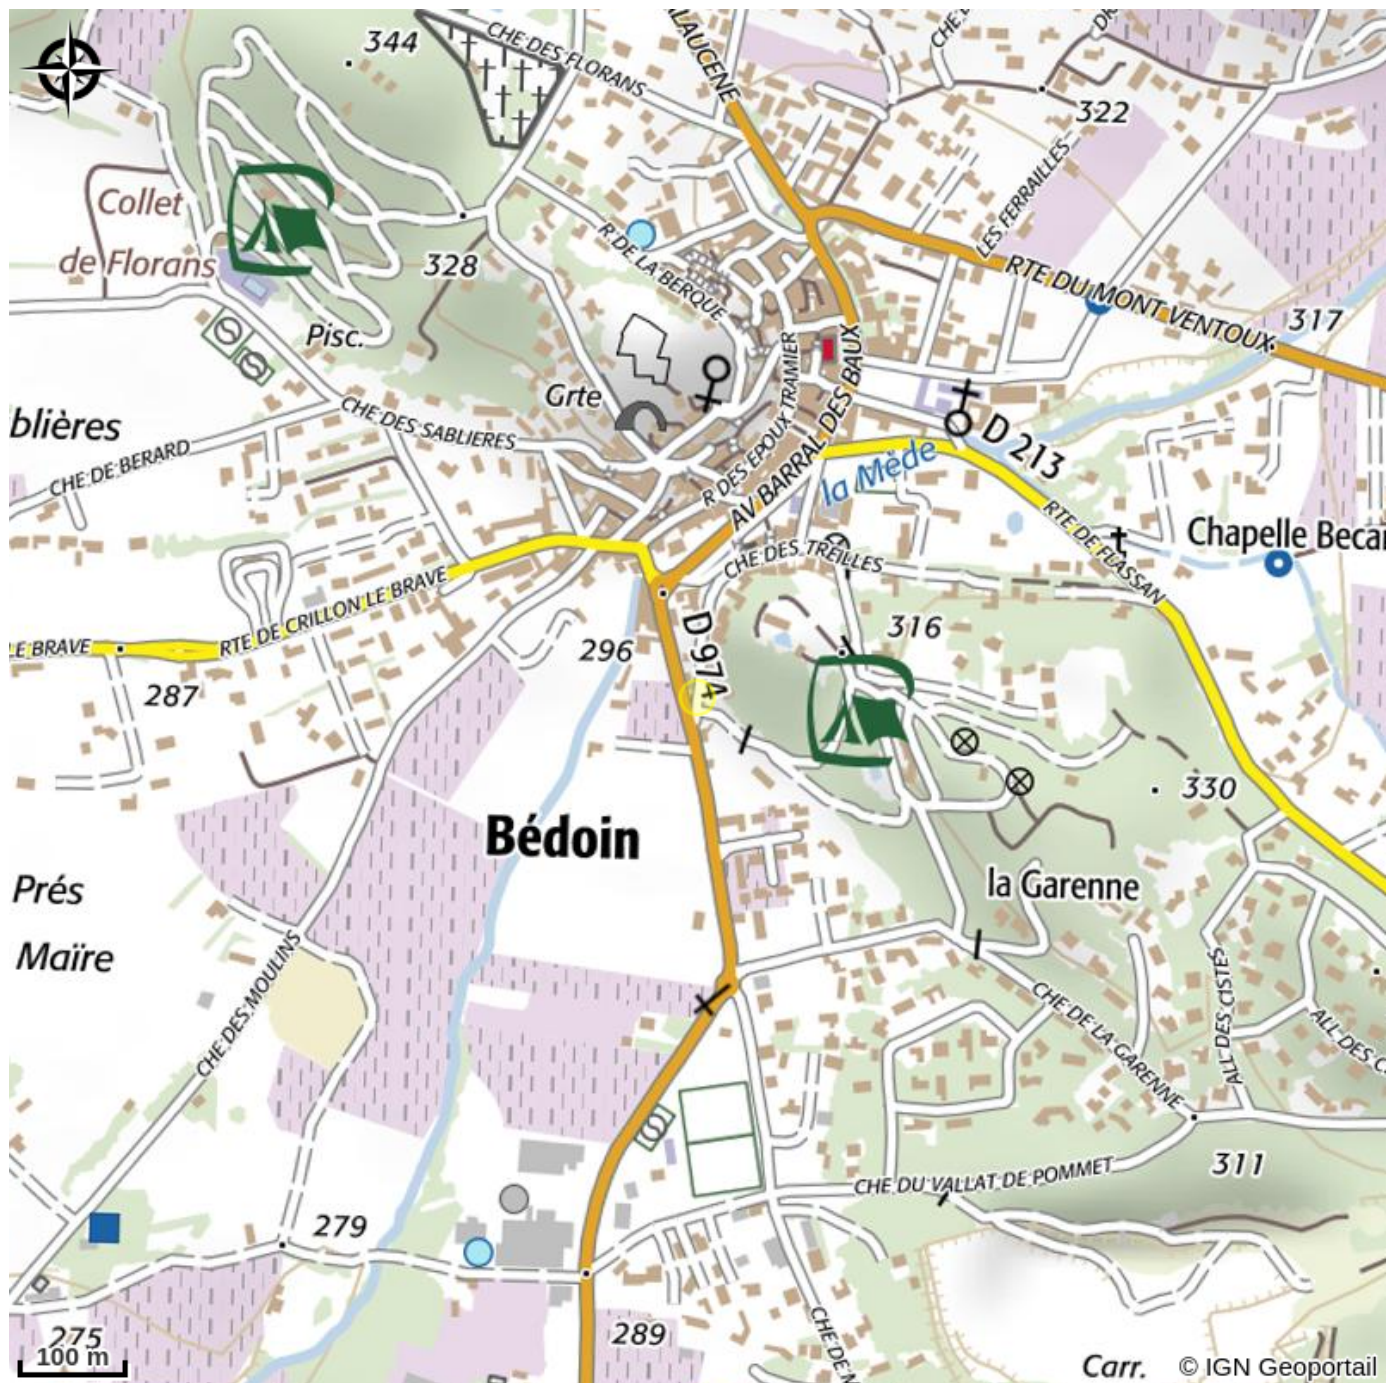 344
CHE DES FLORANS
ALAUCENE
322
LES FERRAILLES
Collet
de Florans
328
Pisc.
R DE LA BERQUE
RTE DU MONT VENTOUX
317
Grte
R DES EPOUX TRAMIER
AV BARRAL DES BAUX
blières
CHE DE BERARD
CHE DES SABLIERES
la Mède
D 213
RTE DE FLASSAN
Chapelle Beca
CHE DES TREILLES
LE BRAVE
RTE DE CRILLON LE BRAVE
296
D 974
316
287
330
Bédoin
la Garenne
Prés
Maïre
CHE DES MOULINS
CHE DE LA GARENNE
ALL DES CISTES
ALL DES C
311
CHE DU VALLAT DE POMMET
279
275
289
100 m
Carr.
© IGN Geoportail